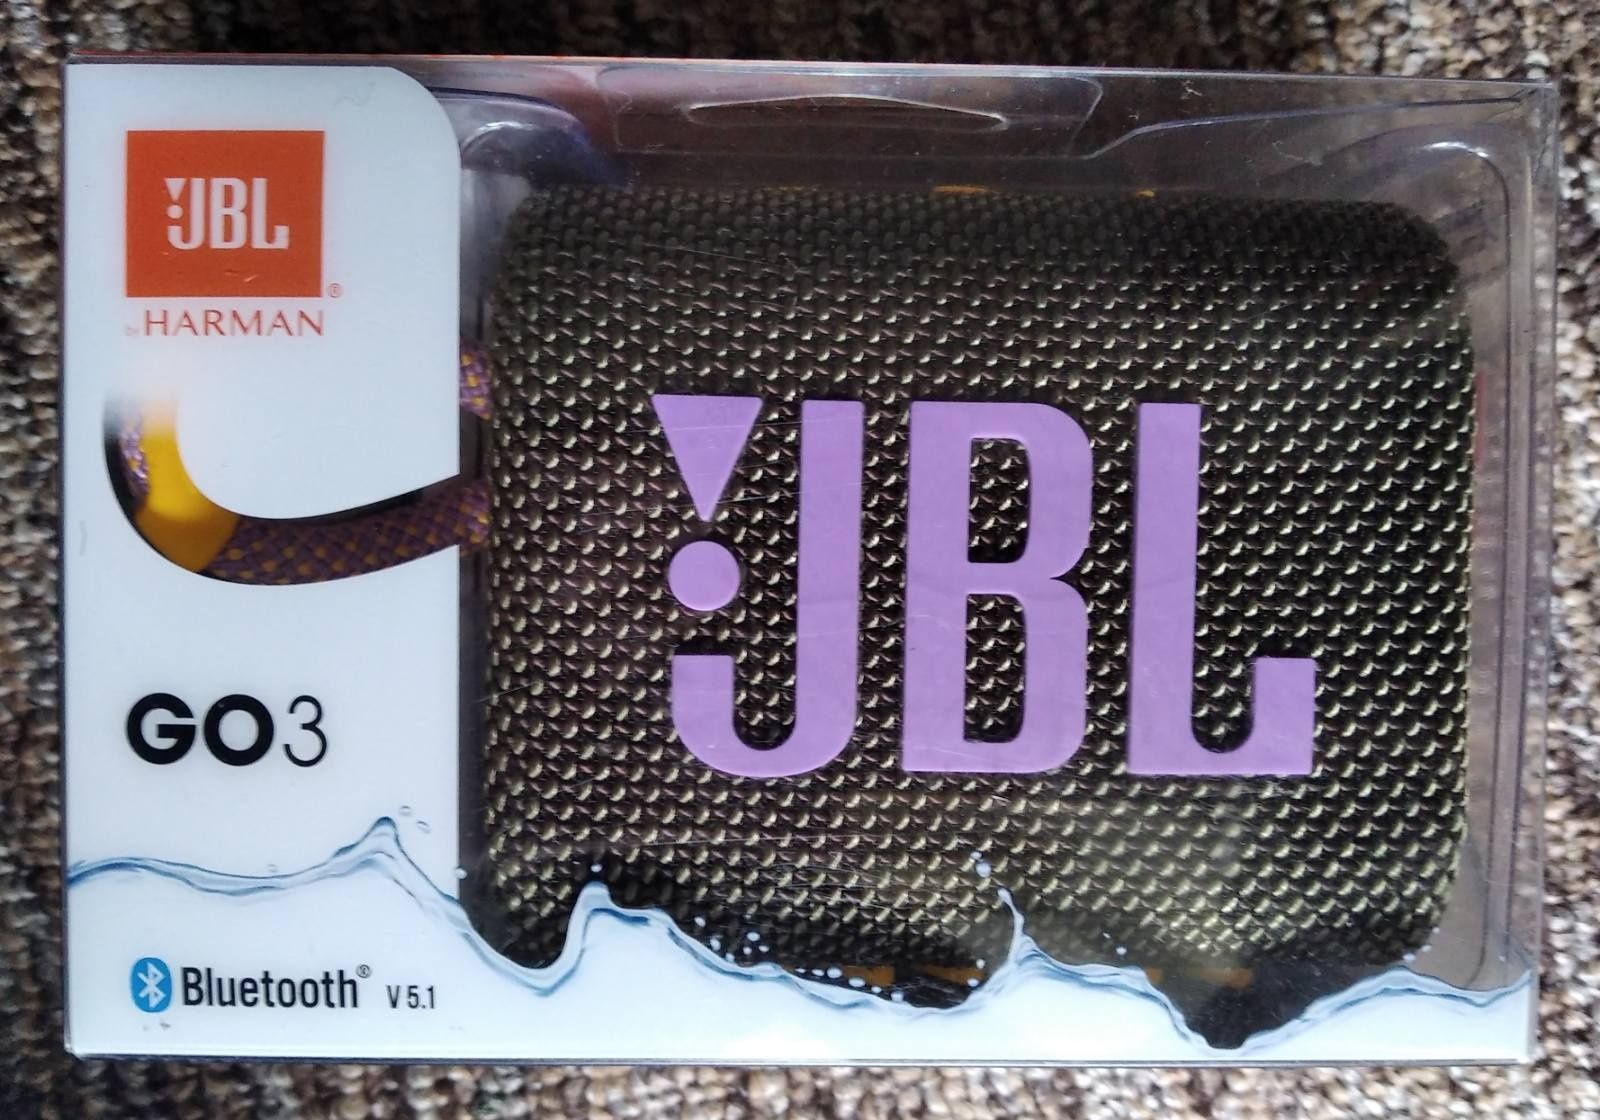 JBL
®
by HARMAN
JBL
GO3
Bluetooth® V 5.1